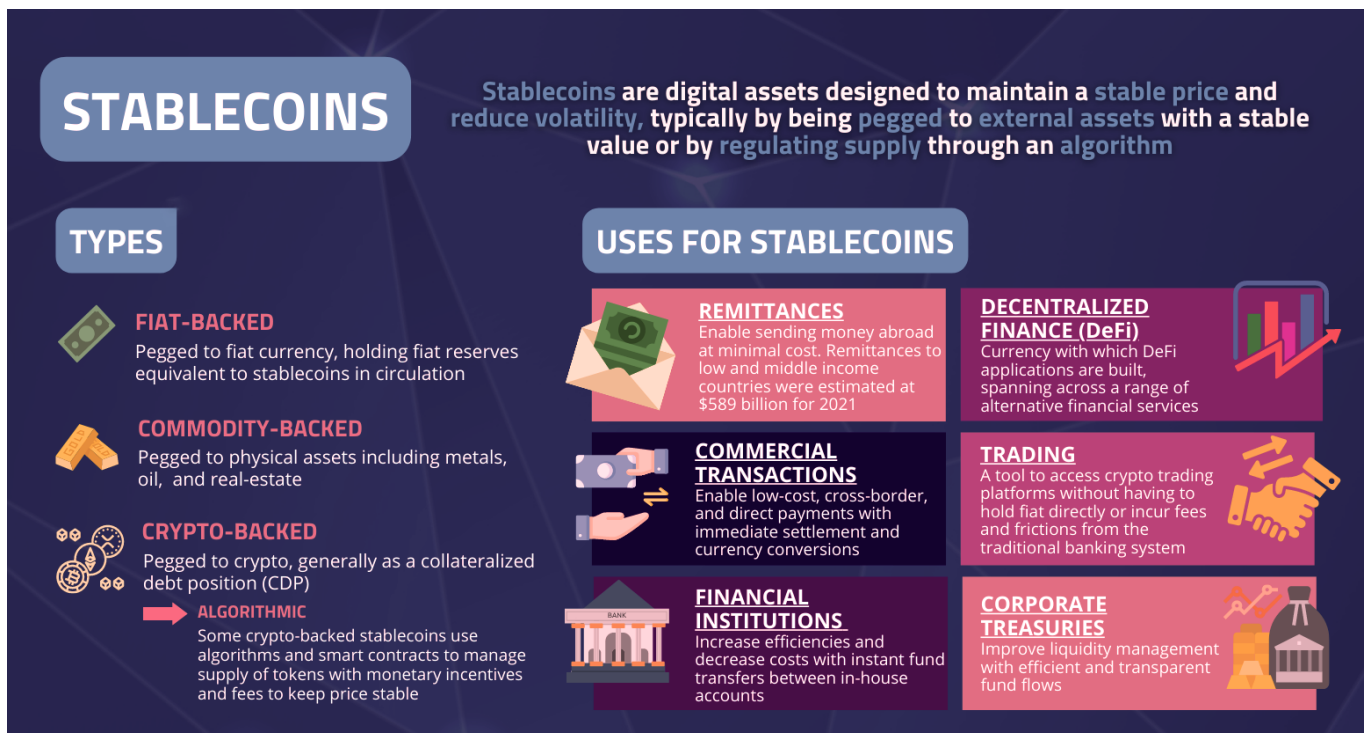 STABLECOINS
Stablecoins are digital assets designed to maintain a stable price and
reduce volatility, typically by being pegged to external assets with a stable
value or by regulating supply through an algorithm
TYPES
FIAT-BACKED
Pegged to fiat currency, holding fiat reserves
equivalent to stablecoins in circulation
COMMODITY-BACKED
Pegged to physical assets including metals,
oil, and real-estate
CRYPTO-BACKED
Pegged to crypto, generally as a collateralized
debt position (CDP)
ALGORITHMIC
Some crypto-backed stablecoins use
algorithms and smart contracts to manage
supply of tokens with monetary incentives
and fees to keep price stable
USES FOR STABLECOINS
REMITTANCES
Enable sending money abroad
at minimal cost. Remittances to
low and middle income
countries were estimated at
$589 billion for 2021
DECENTRALIZED
FINANCE (DeFi)
Currency with which DeFi
applications are built,
spanning across a range of
alternative financial services
COMMERCIAL
TRANSACTIONS
Enable low-cost, cross-border,
and direct payments with
immediate settlement and
currency conversions
TRADING
A tool to access crypto trading
platforms without having to
hold fiat directly or incur fees
and frictions from the
traditional banking system
BANK
FINANCIAL
INSTITUTIONS
Increase efficiencies and
decrease costs with instant fund
transfers between in-house
accounts
CORPORATE
TREASURIES
Improve liquidity management
with efficient and transparent
fund flows